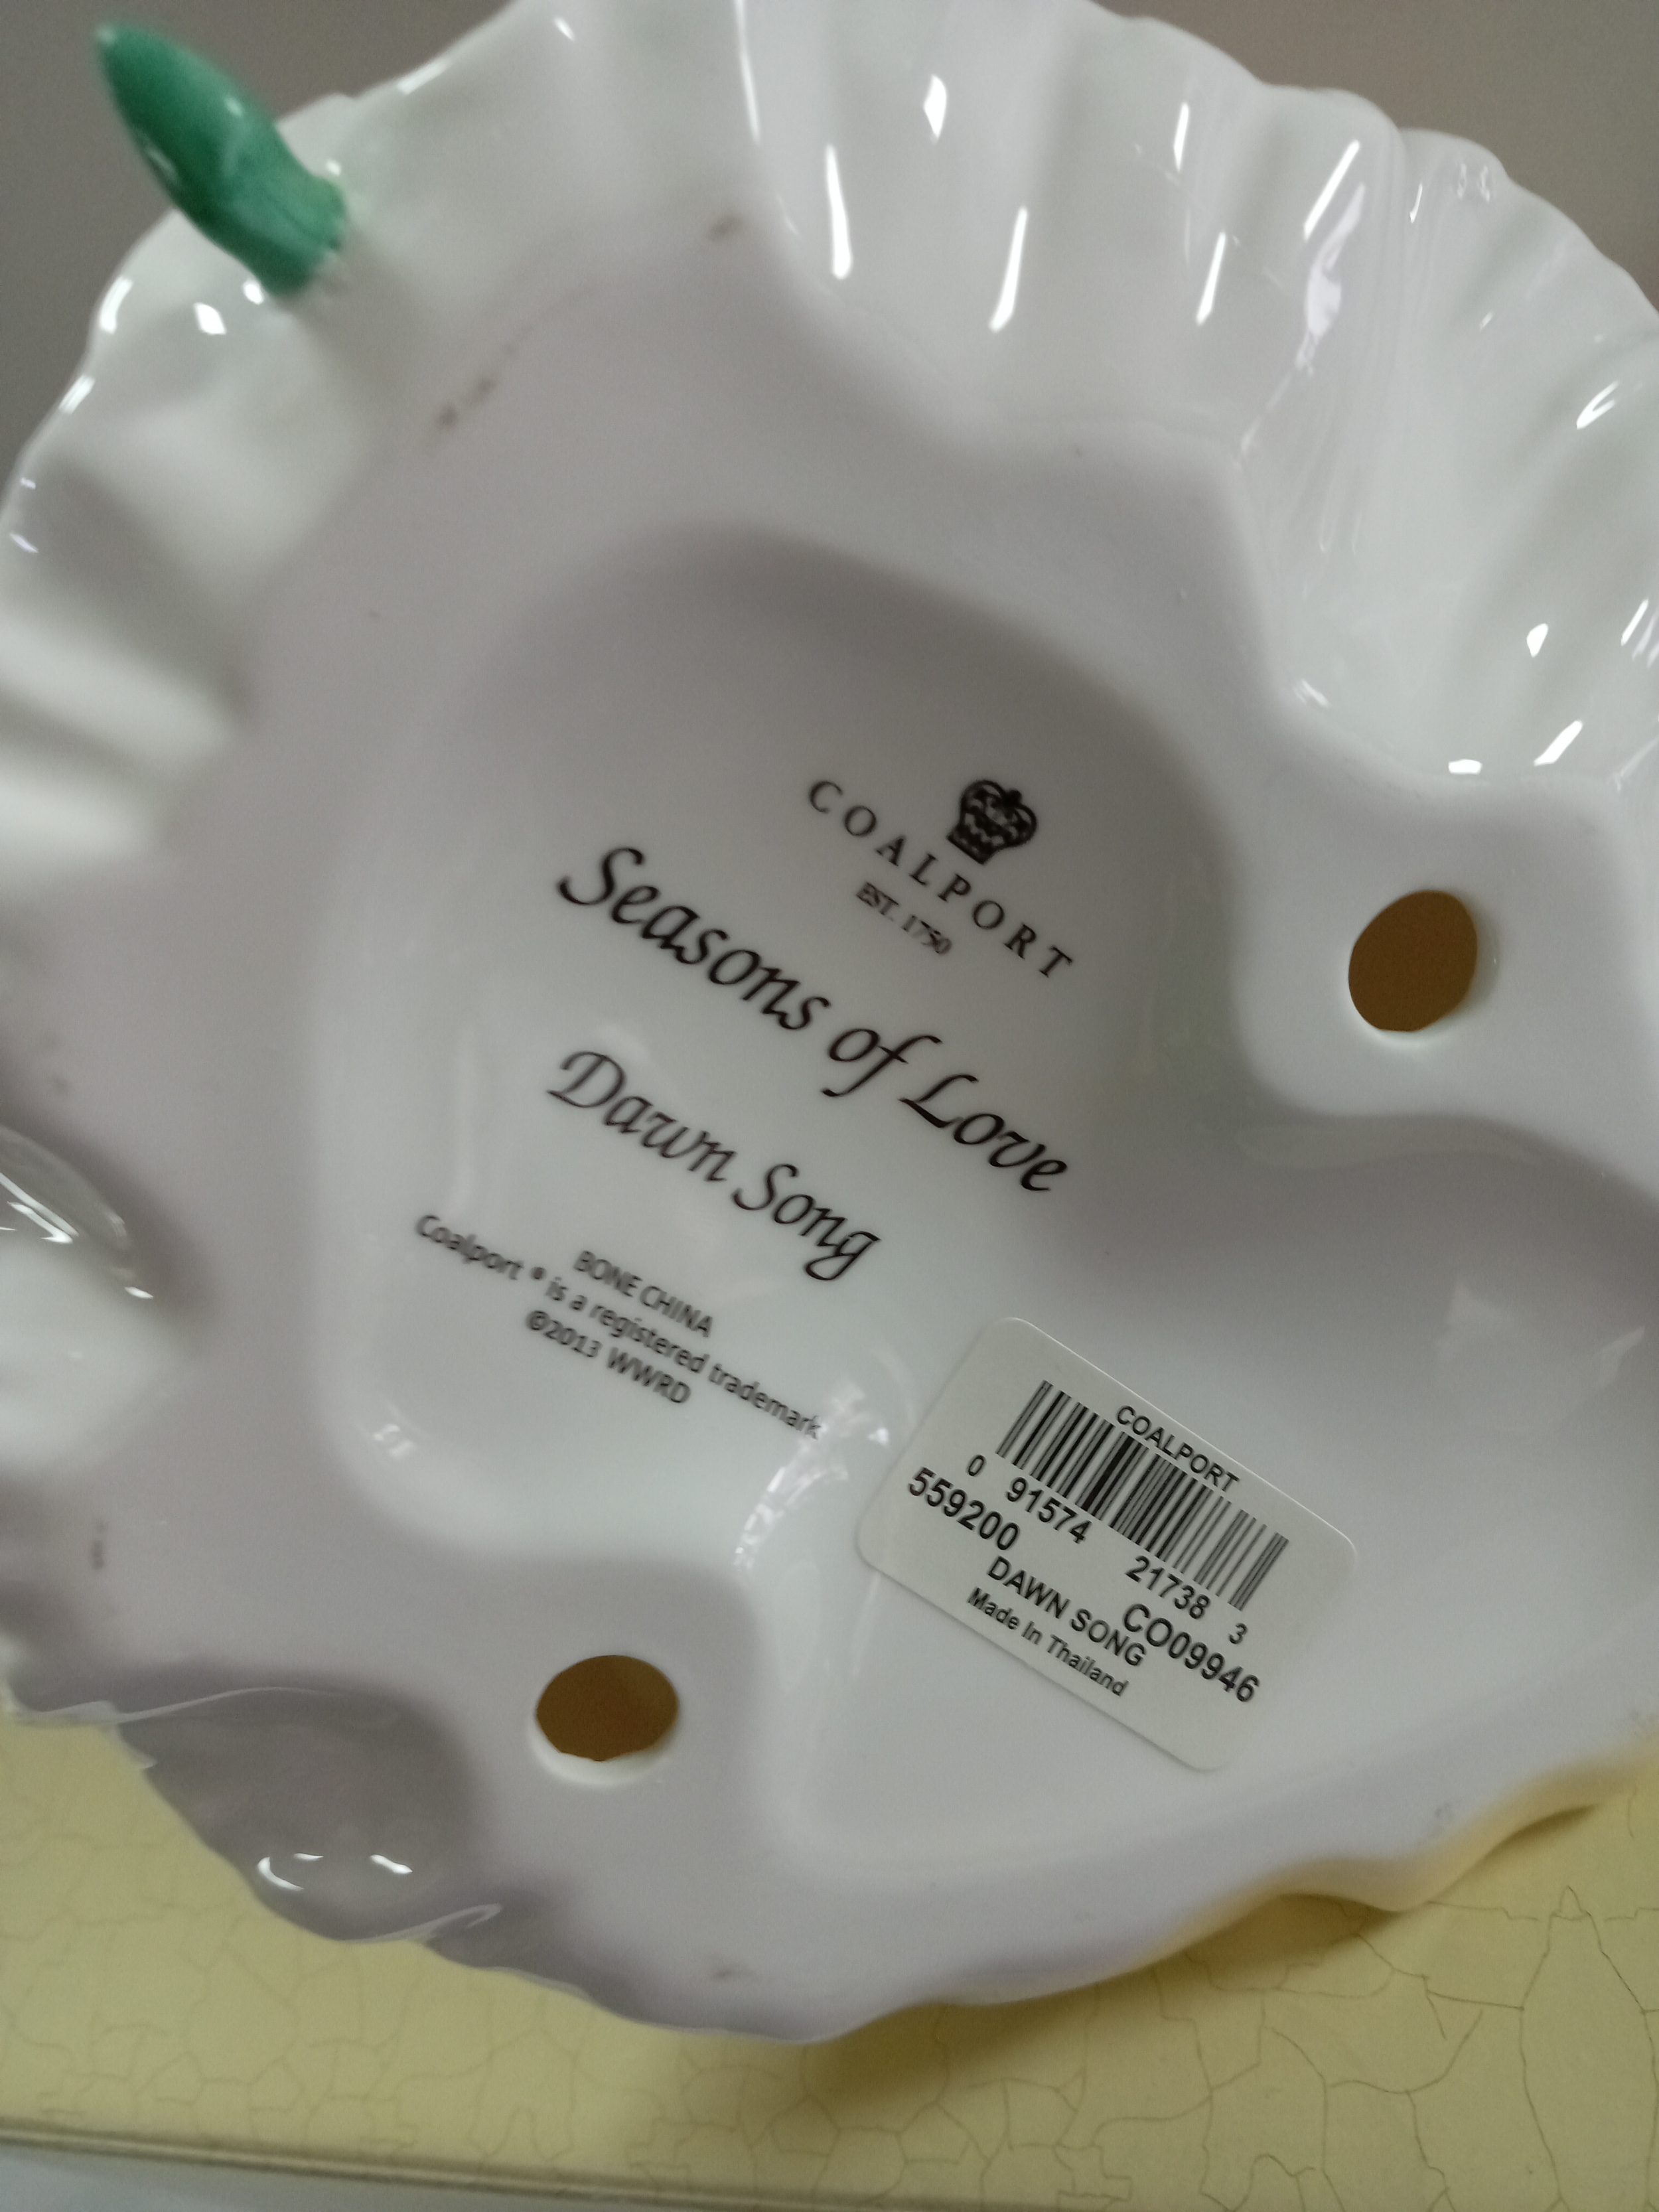 COALPORT
EST. 1750
Seasons of Love
Dawn Song
BONE CHINA
Coalport ® is a registered trademark
©2013 WWRD
COALPORT
0 91574 21738 3
559200 CO09946
DAWN SONG
Made In Thailand